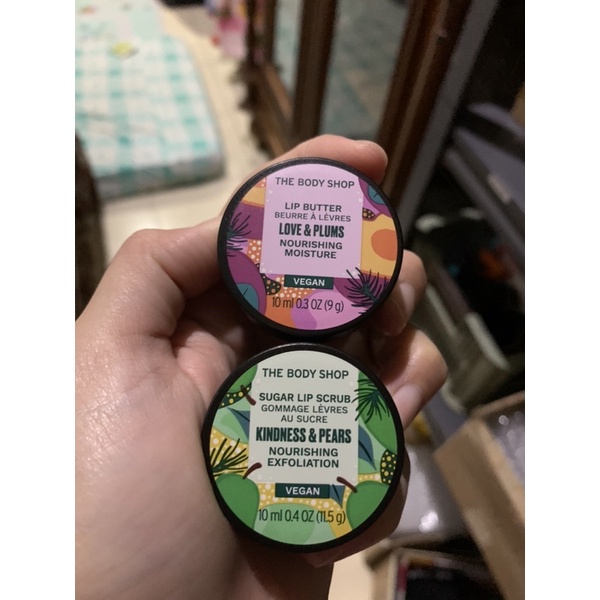 THE BODY SHOP
LIP BUTTER
BEURRE À LÈVRES
LOVE & PLUMS
NOURISHING
MOISTURE
VEGAN
10 ml 0.3 OZ (9 g)
THE BODY SHOP
SUGAR LIP SCRUB
GOMMAGE LÈVRES
AU SUCRE
KINDNESS & PEARS
NOURISHING
EXFOLIATION
VEGAN
10 ml 0.4 OZ (11.5 g)